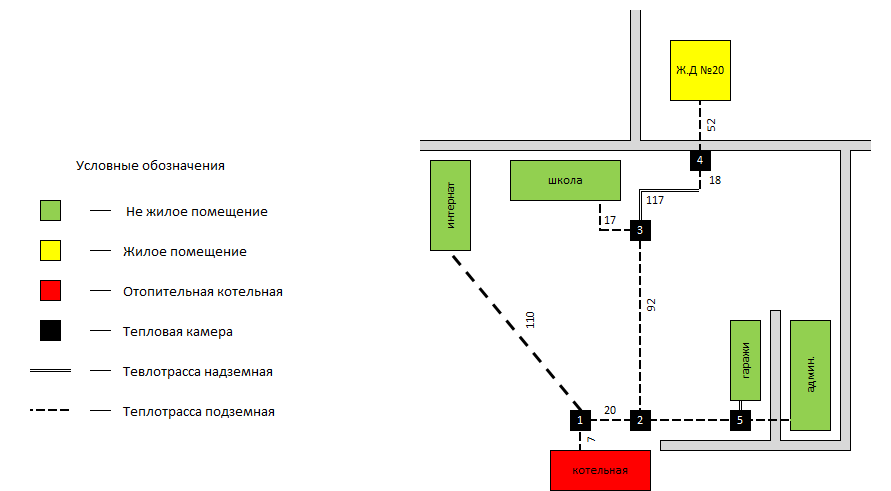 Ж.Д №20
52
4
18
117
школа
интернат
17
3
92
110
20
1
2
5
7
гаражи
админ.
котельная
Условные обозначения
Не жилое помещение
Жилое помещение
Отопительная котельная
Тепловая камера
Тевлотрасса надземная
Теплотрасса подземная